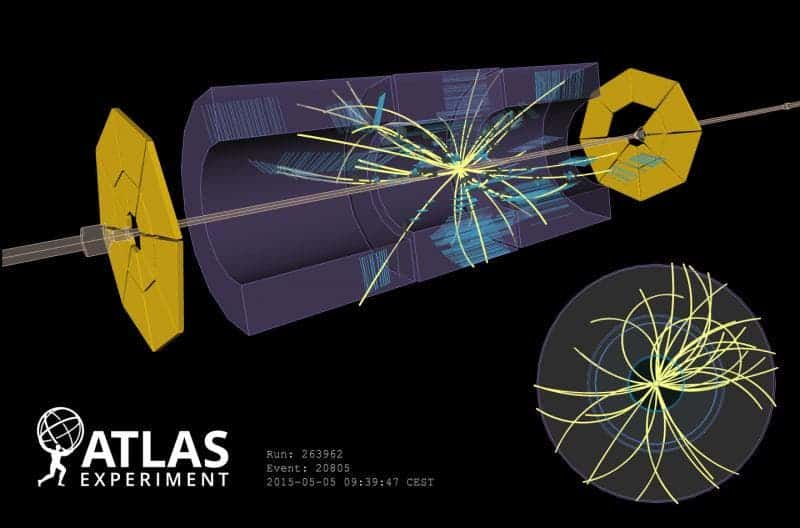 ATLAS
EXPERIMENT
Run: 263962
Event: 20805
2015-05-05 09:39:47 CEST